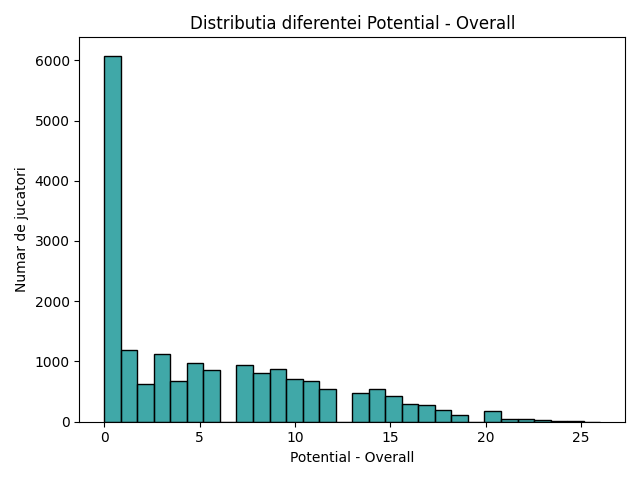 Distributia diferentei Potential - Overall
Numar de jucatori
6000
5000
4000
3000
2000
1000
0
0 5 10 15 20 25
Potential - Overall